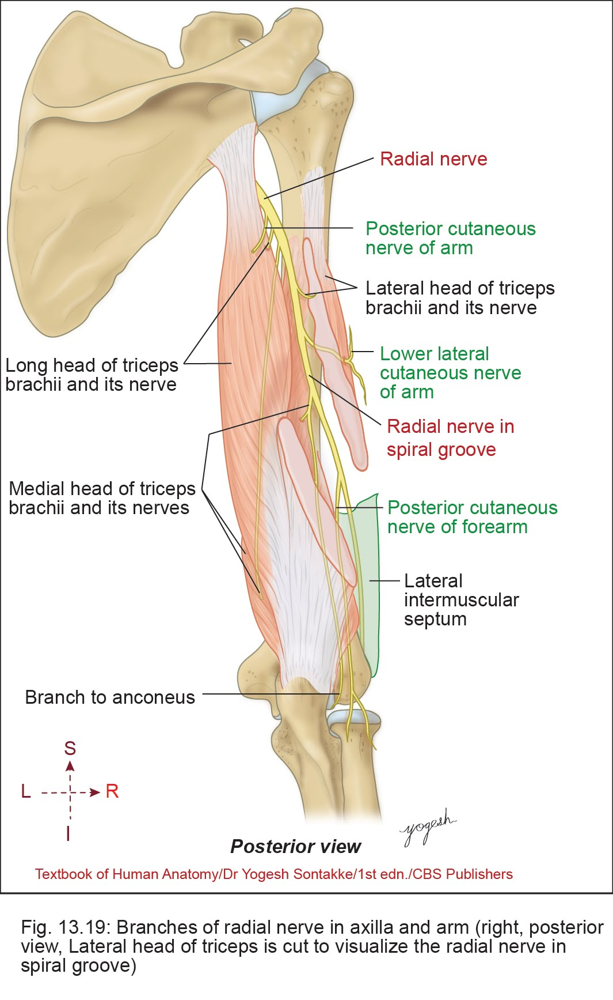 Radial nerve
Posterior cutaneous
nerve of arm
Lateral head of triceps
brachii and its nerve
Long head of triceps
brachii and its nerve
Lower lateral
cutaneous nerve
of arm
Radial nerve in
spiral groove
Medial head of triceps
brachii and its nerves
Posterior cutaneous
nerve of forearm
Lateral
intermuscular
septum
Branch to anconeus
S
L R
I
yogesh
Posterior view
Textbook of Human Anatomy/Dr Yogesh Sontakke/1st edn./CBS Publishers
Fig. 13.19: Branches of radial nerve in axilla and arm (right, posterior
view, Lateral head of triceps is cut to visualize the radial nerve in
spiral groove)